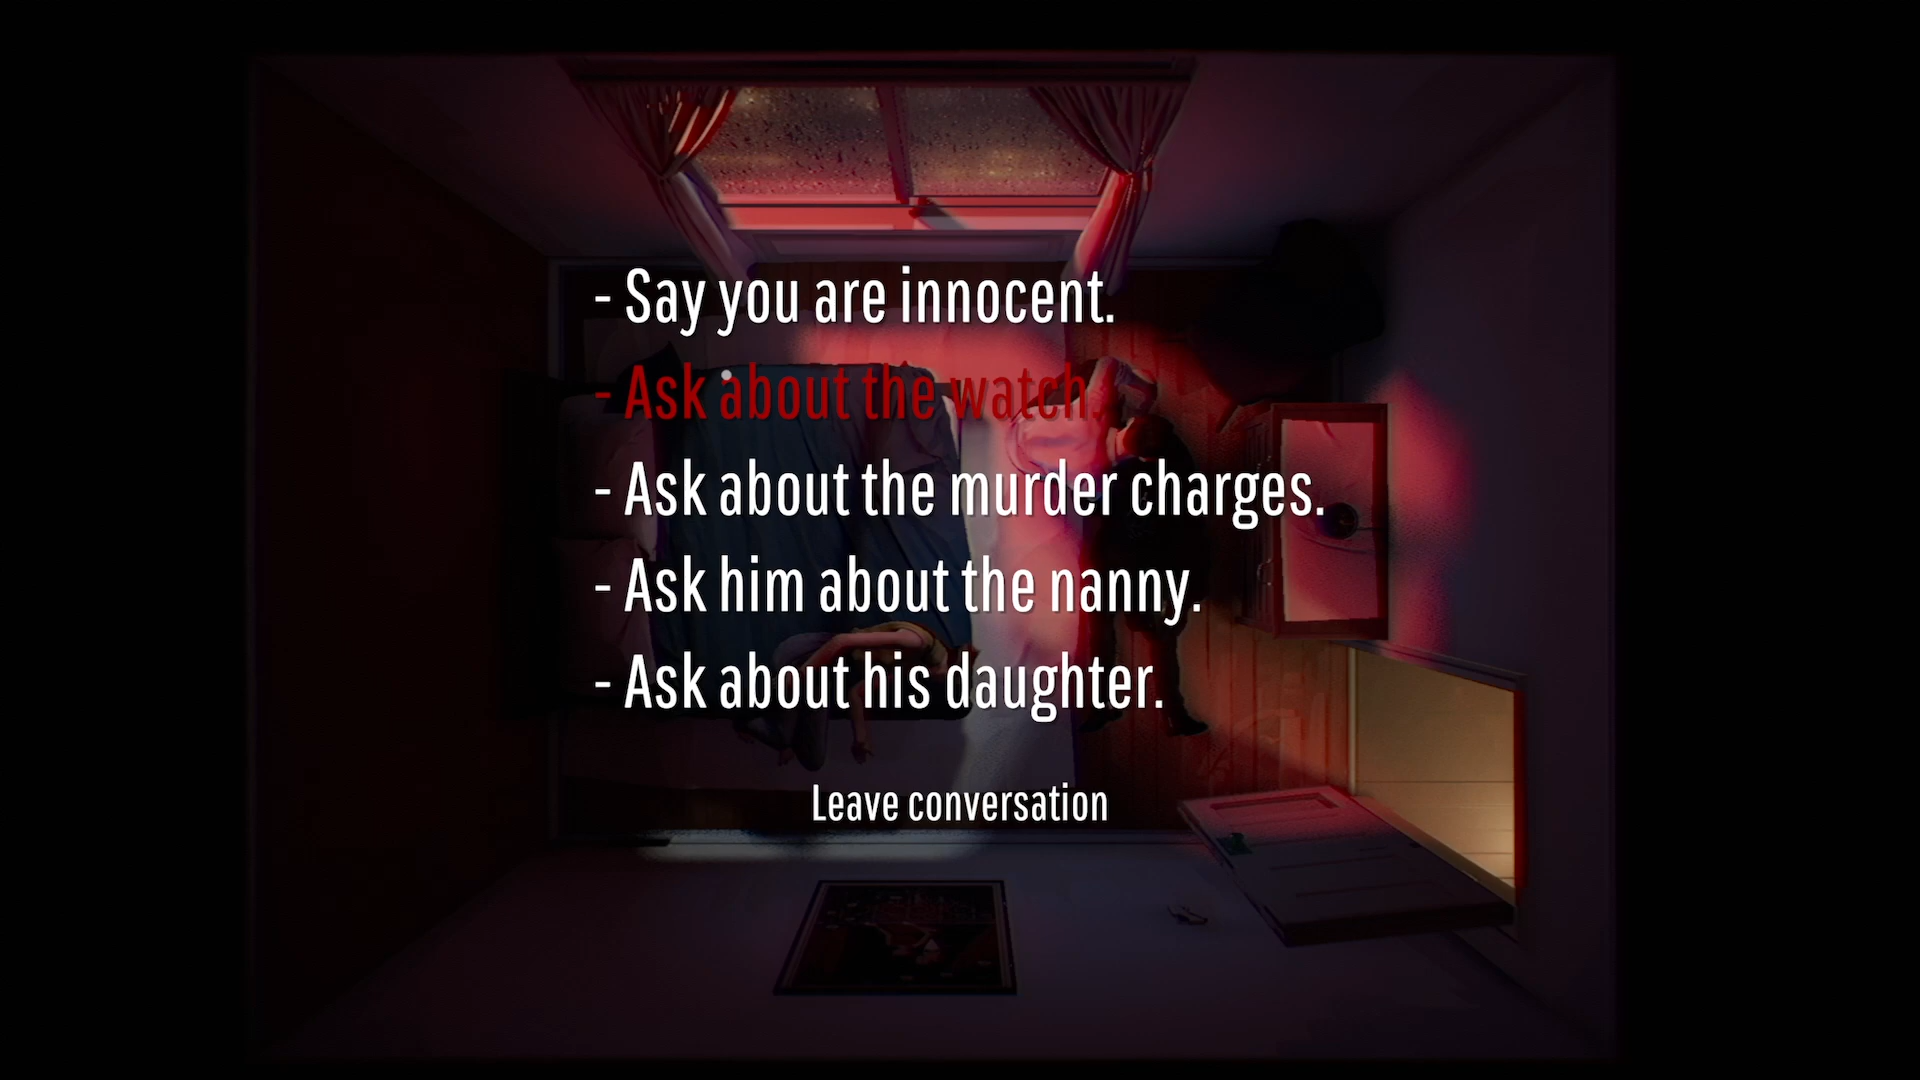 - Say you are innocent.
- Ask about the watch.
- Ask about the murder charges.
- Ask him about the nanny.
- Ask about his daughter.
Leave conversation